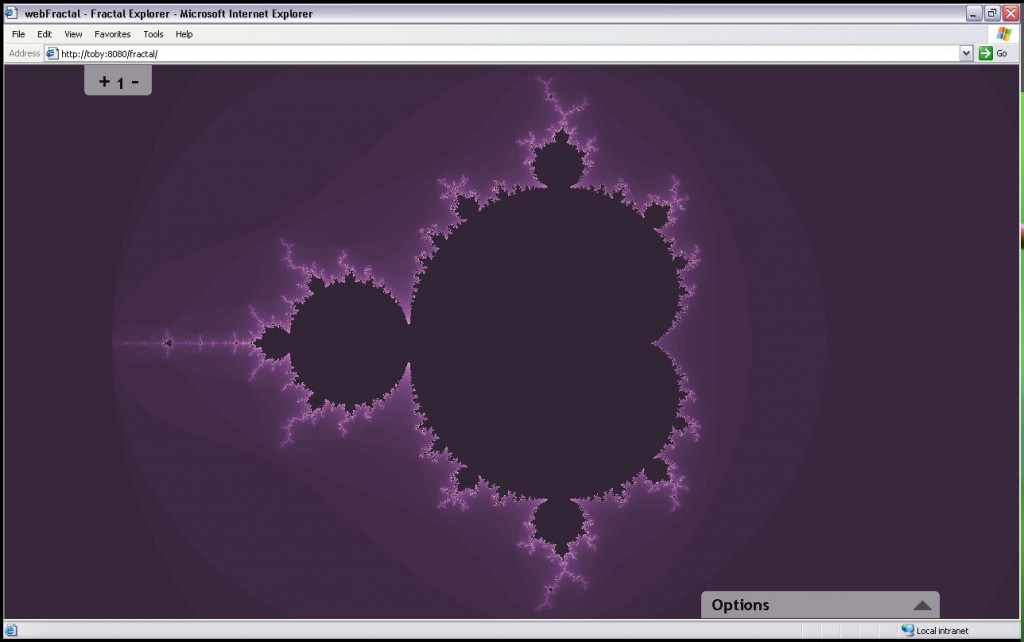 webFractal - Fractal Explorer - Microsoft Internet Explorer
File Edit View Favorites Tools Help
Address http://toby:8080/fractal/ Go
+ 1 -
Options
Local intranet